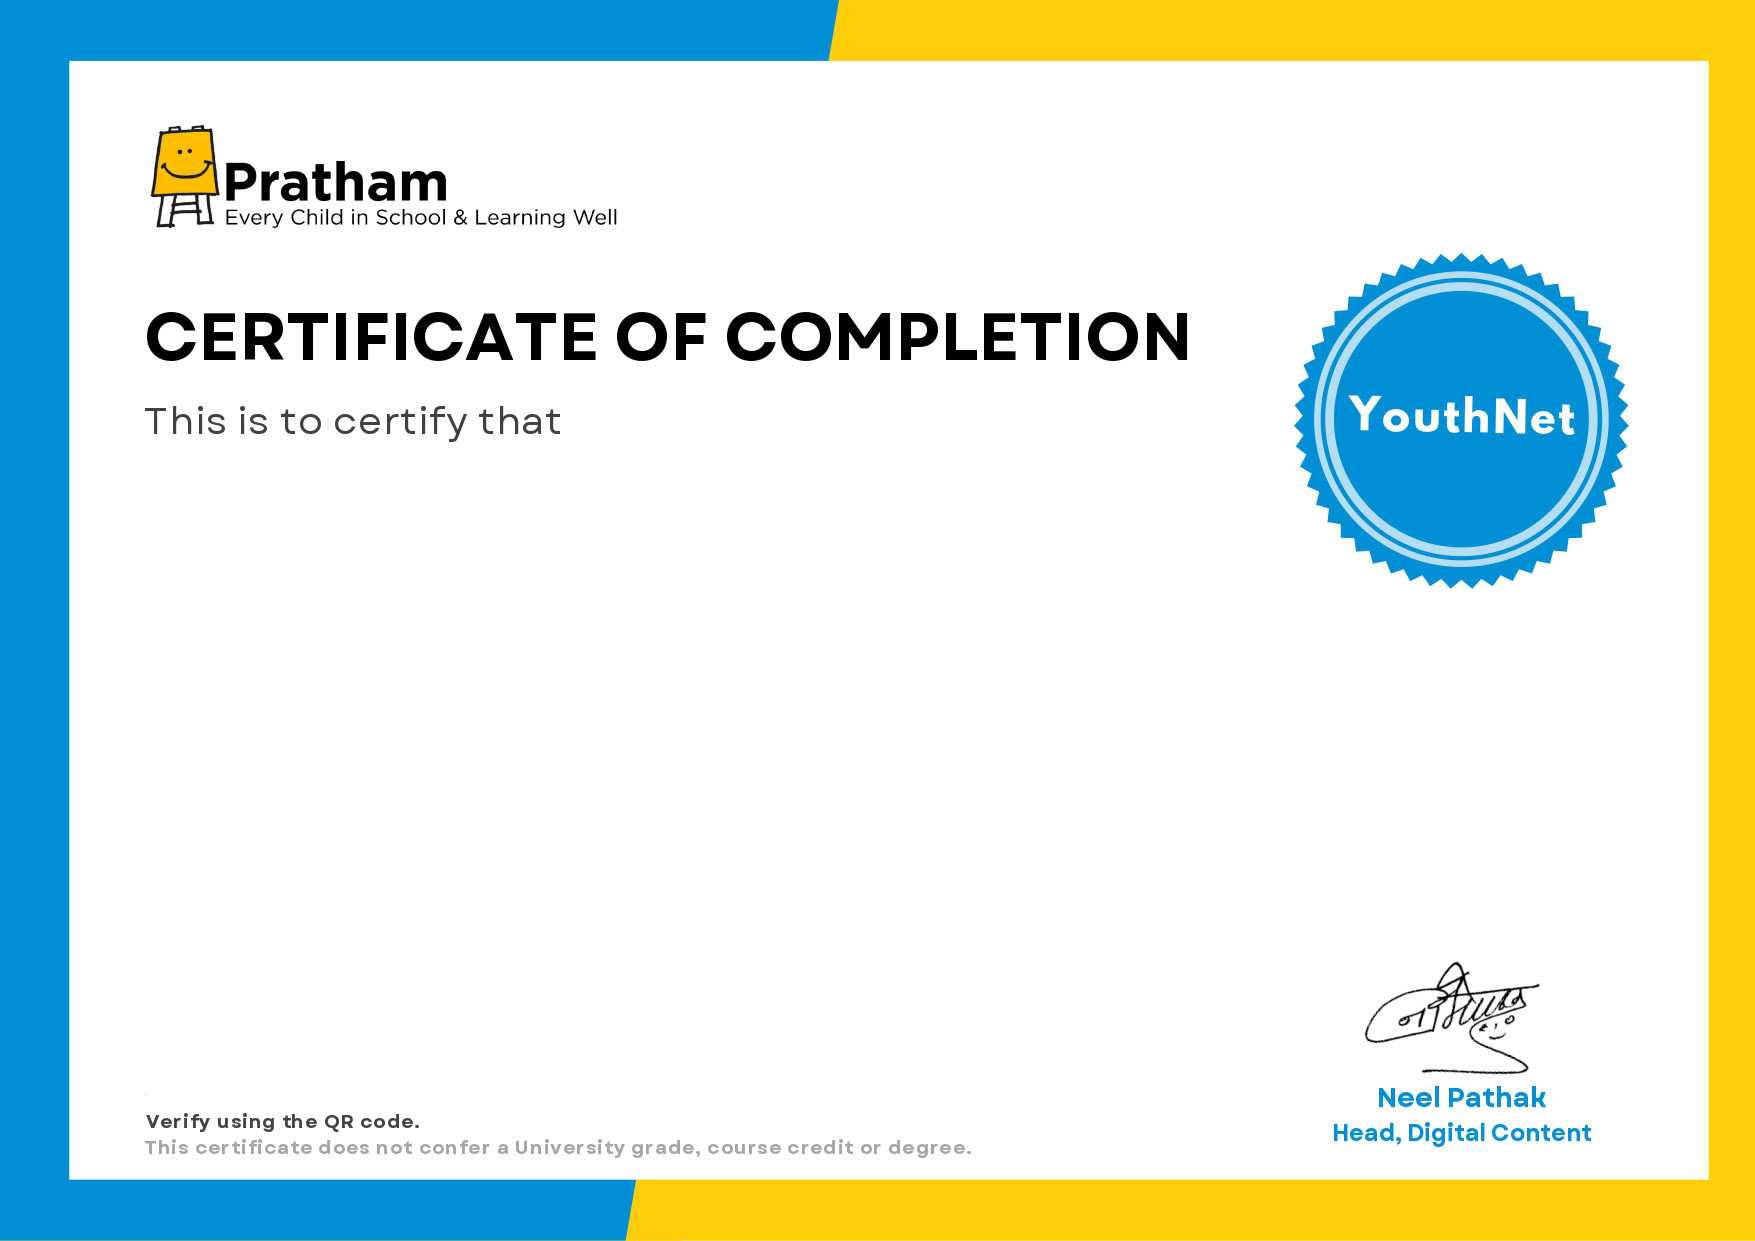 Pratham
Every Child in School & Learning Well
CERTIFICATE OF COMPLETION
This is to certify that
YouthNet
Neel Pathak
Head, Digital Content
Verify using the QR code.
This certificate does not confer a University grade, course credit or degree.